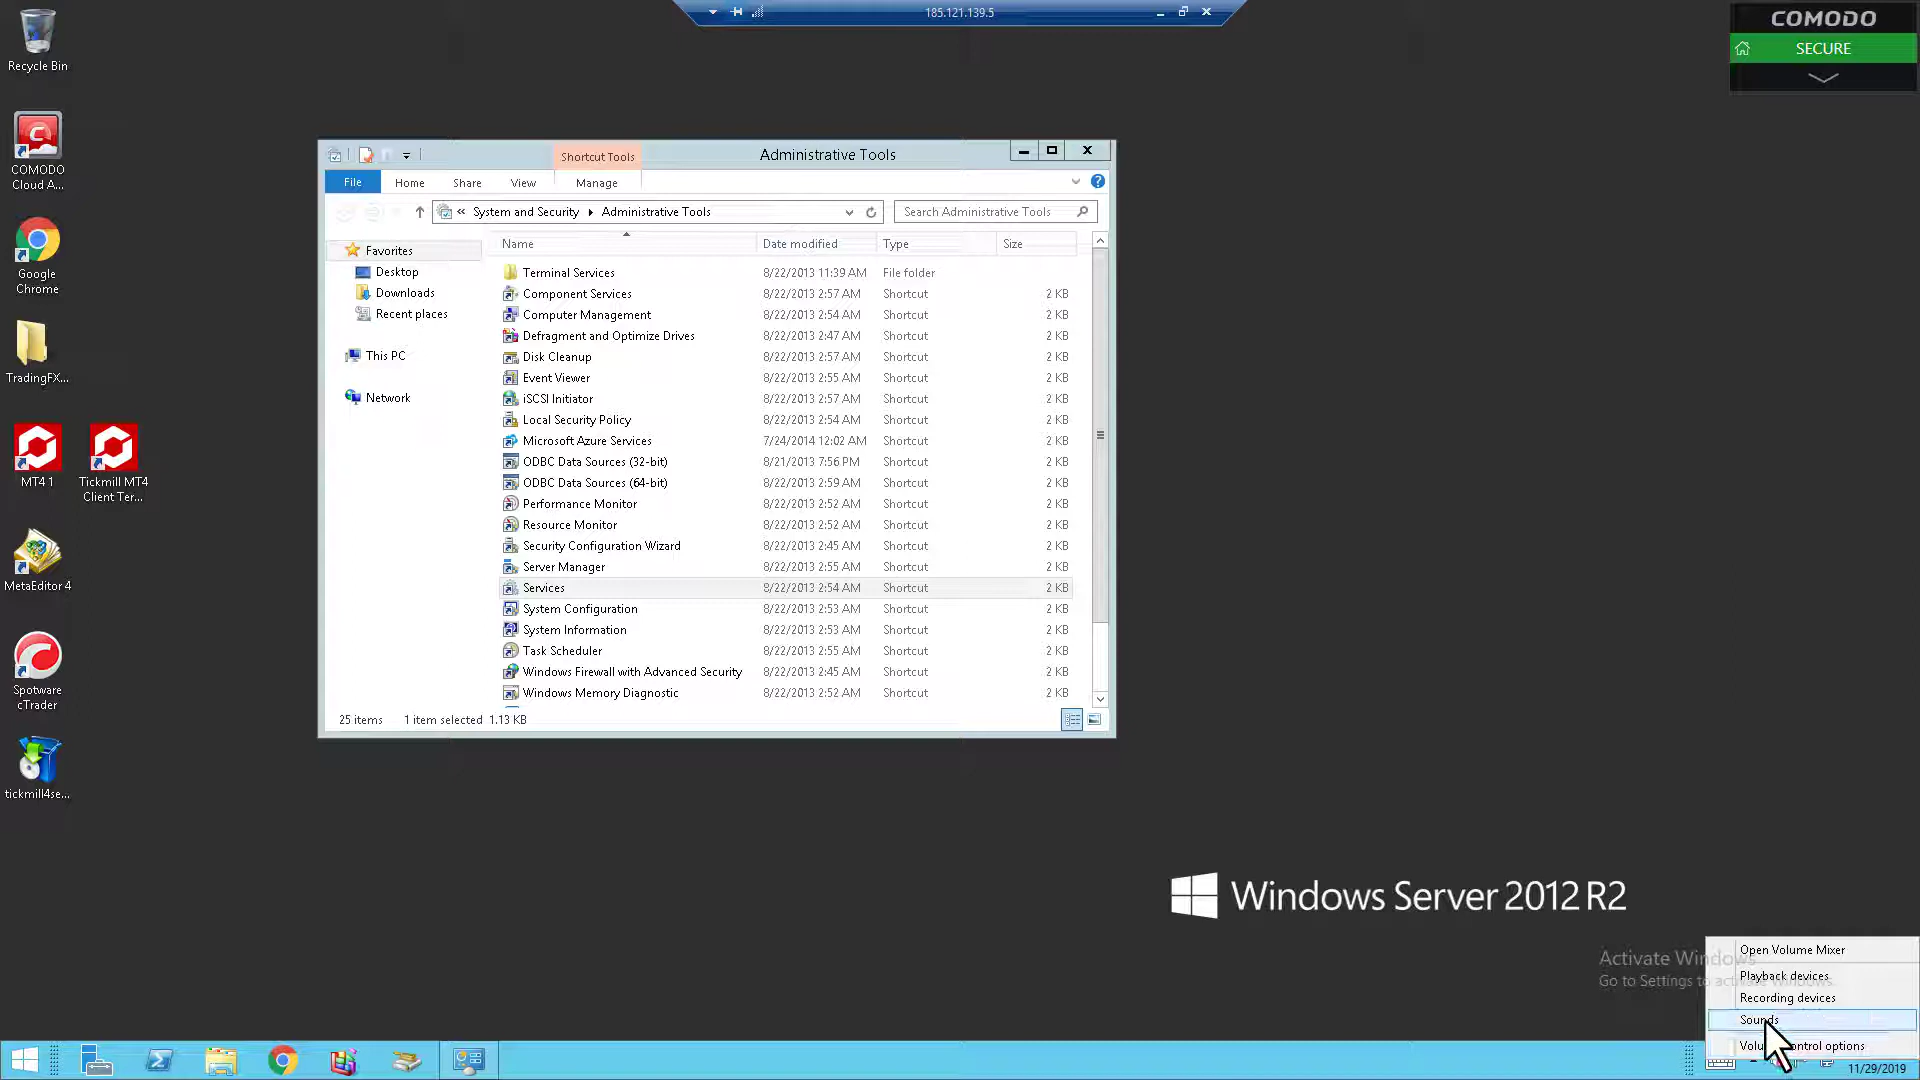 185.121.139.5
COMODO
SECURE
Recycle Bin
COMODO
Cloud A...
Google
Chrome
TradingFX...
MT4 1
Tickmill MT4
Client Ter...
MetaEditor 4
Spotware
cTrader
tickmill4se...
Shortcut Tools
Administrative Tools
File Home Share View Manage
« System and Security Administrative Tools
Search Administrative Tools
Favorites
Desktop
Downloads
Recent places
This PC
Network
Name Date modified Type Size
Terminal Services 8/22/2013 11:39 AM File folder
Component Services 8/22/2013 2:57 AM Shortcut 2 KB
Computer Management 8/22/2013 2:54 AM Shortcut 2 KB
Defragment and Optimize Drives 8/22/2013 2:47 AM Shortcut 2 KB
Disk Cleanup 8/22/2013 2:57 AM Shortcut 2 KB
Event Viewer 8/22/2013 2:55 AM Shortcut 2 KB
iSCSI Initiator 8/22/2013 2:57 AM Shortcut 2 KB
Local Security Policy 8/22/2013 2:54 AM Shortcut 2 KB
Microsoft Azure Services 7/24/2014 12:02 AM Shortcut 2 KB
ODBC Data Sources (32-bit) 8/21/2013 7:56 PM Shortcut 2 KB
ODBC Data Sources (64-bit) 8/22/2013 2:59 AM Shortcut 2 KB
Performance Monitor 8/22/2013 2:52 AM Shortcut 2 KB
Resource Monitor 8/22/2013 2:52 AM Shortcut 2 KB
Security Configuration Wizard 8/22/2013 2:45 AM Shortcut 2 KB
Server Manager 8/22/2013 2:55 AM Shortcut 2 KB
Services 8/22/2013 2:54 AM Shortcut 2 KB
System Configuration 8/22/2013 2:53 AM Shortcut 2 KB
System Information 8/22/2013 2:53 AM Shortcut 2 KB
Task Scheduler 8/22/2013 2:55 AM Shortcut 2 KB
Windows Firewall with Advanced Security 8/22/2013 2:45 AM Shortcut 2 KB
Windows Memory Diagnostic 8/22/2013 2:52 AM Shortcut 2 KB
25 items 1 item selected 1.13 KB
Windows Server 2012 R2
Activate Windows
Go to Settings to activate Windows.
Open Volume Mixer
Playback devices
Recording devices
Sounds
options
11/29/2019